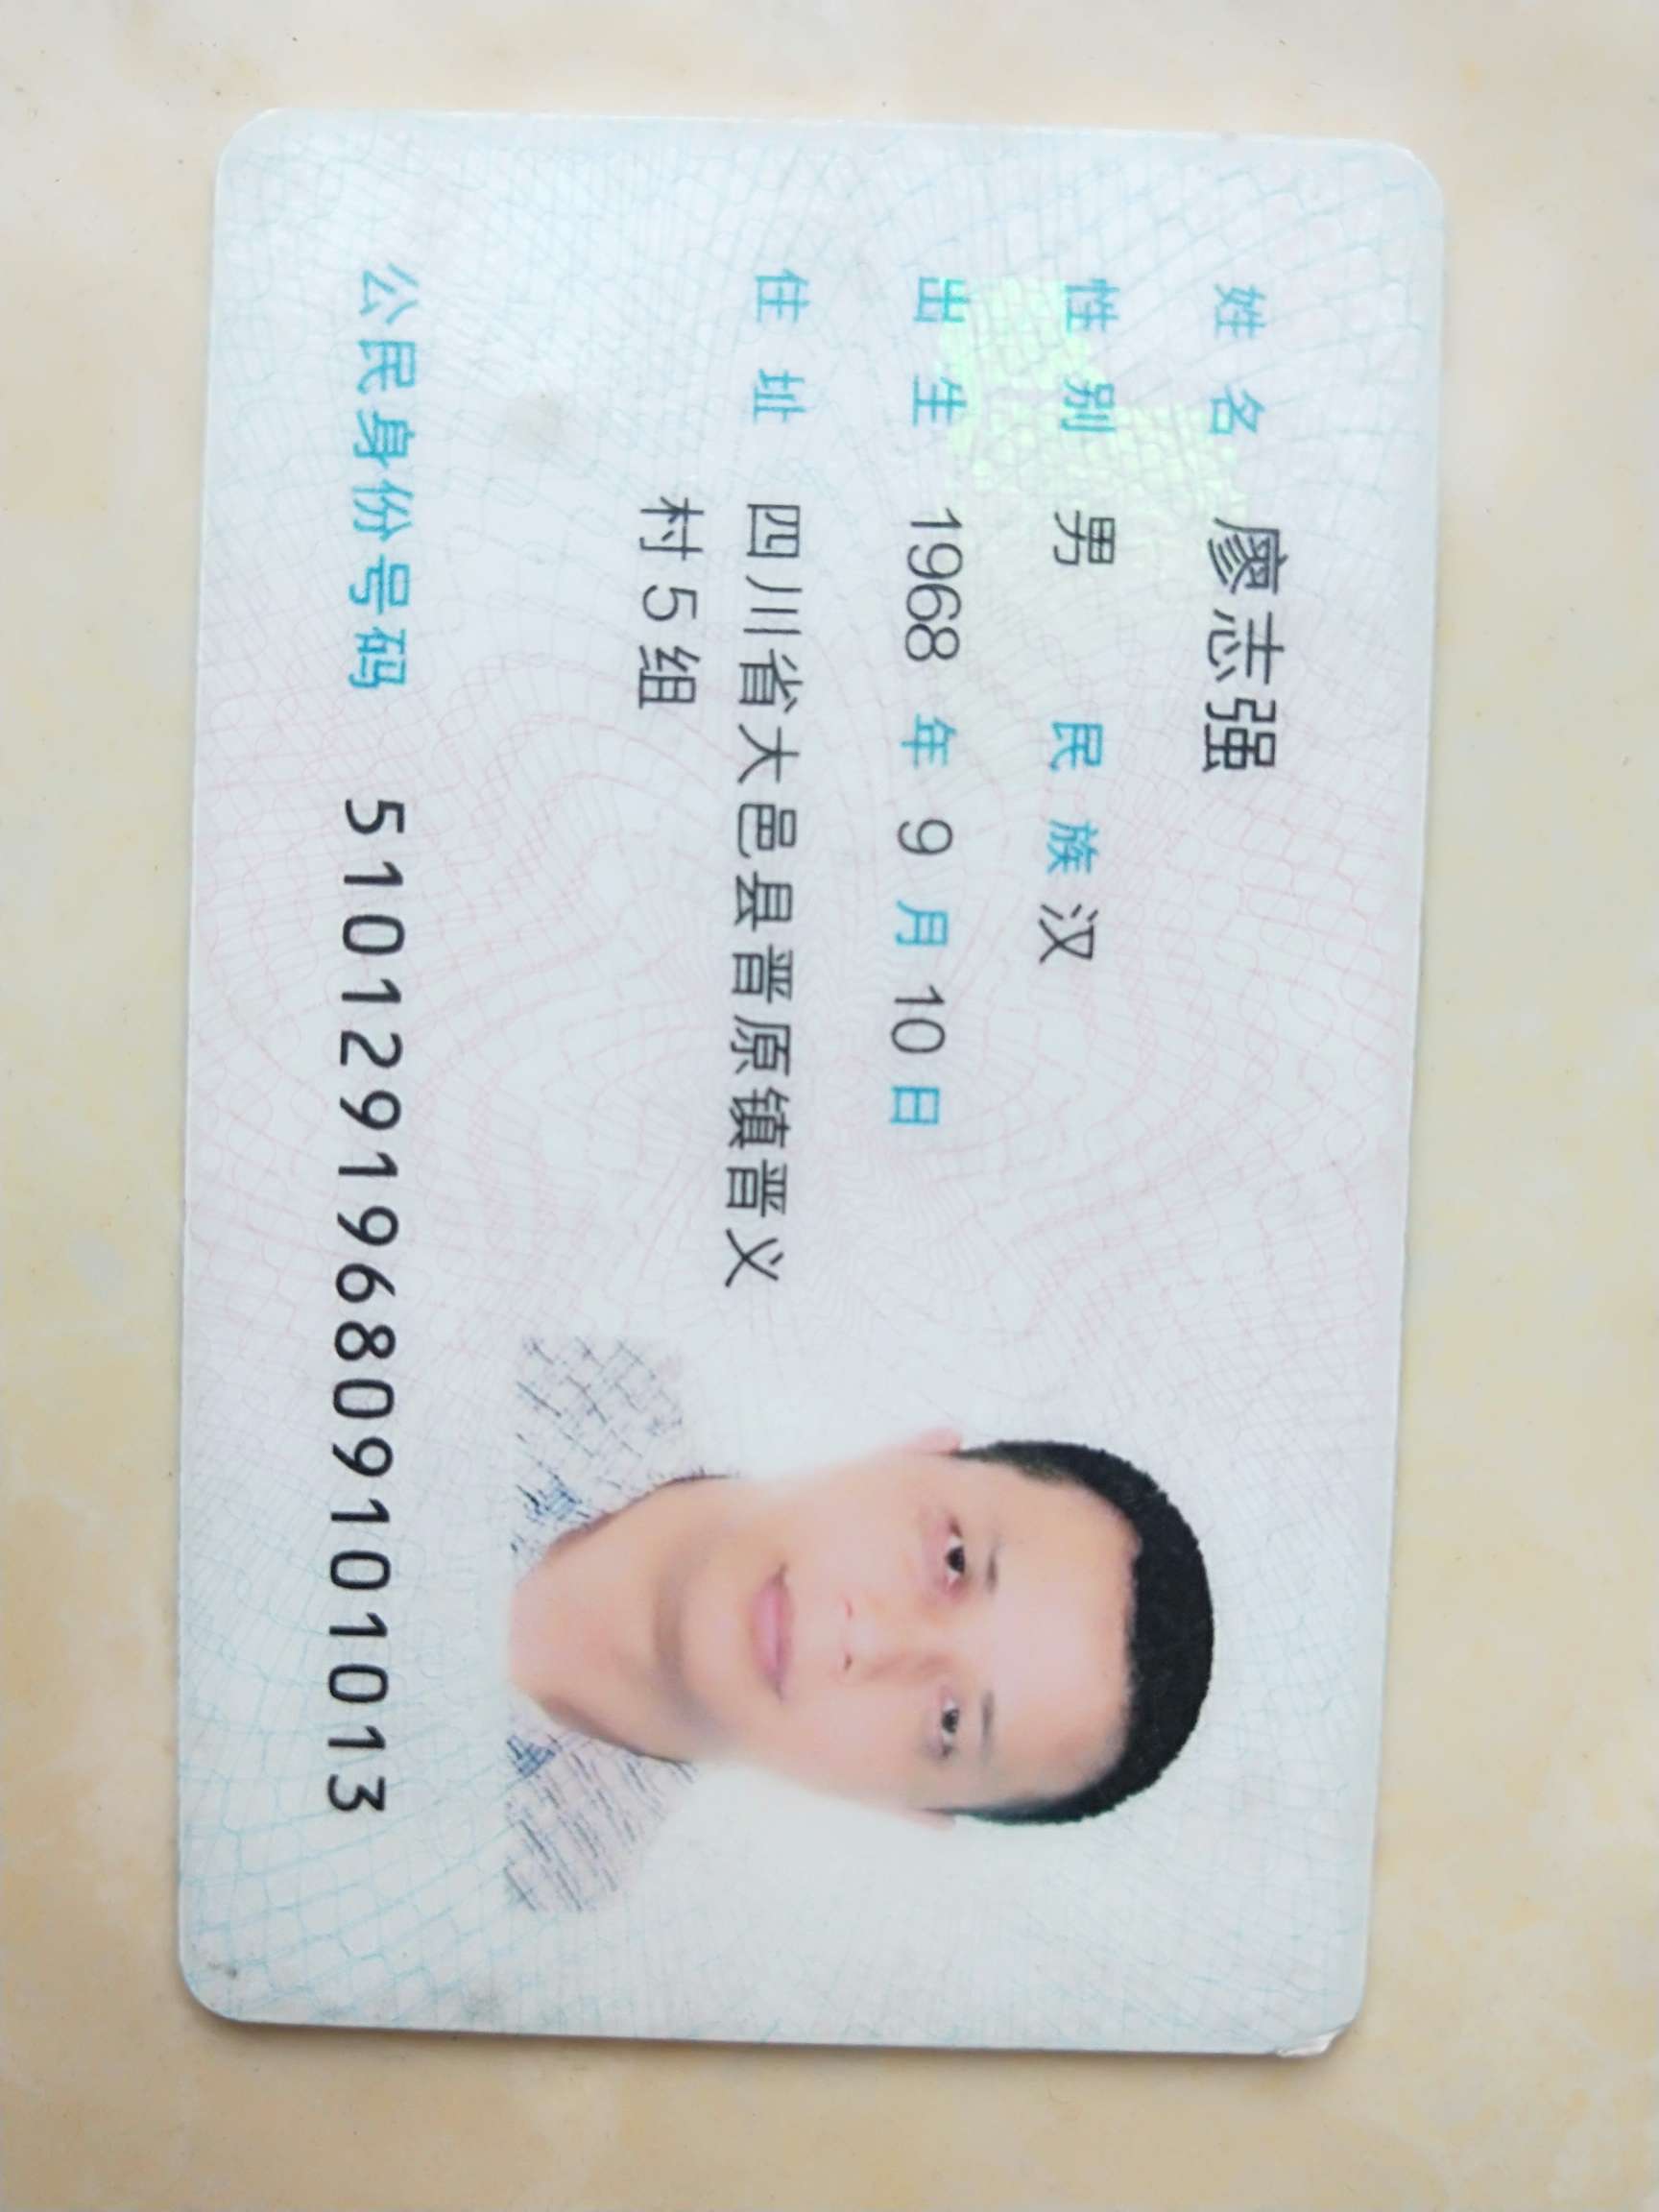 姓名 廖志强
性别 男 民族 汉
出生 1968 年 9 月 10 日
住址 四川省大邑县晋原镇晋义
村5组
公民身份号码 510129196809101013